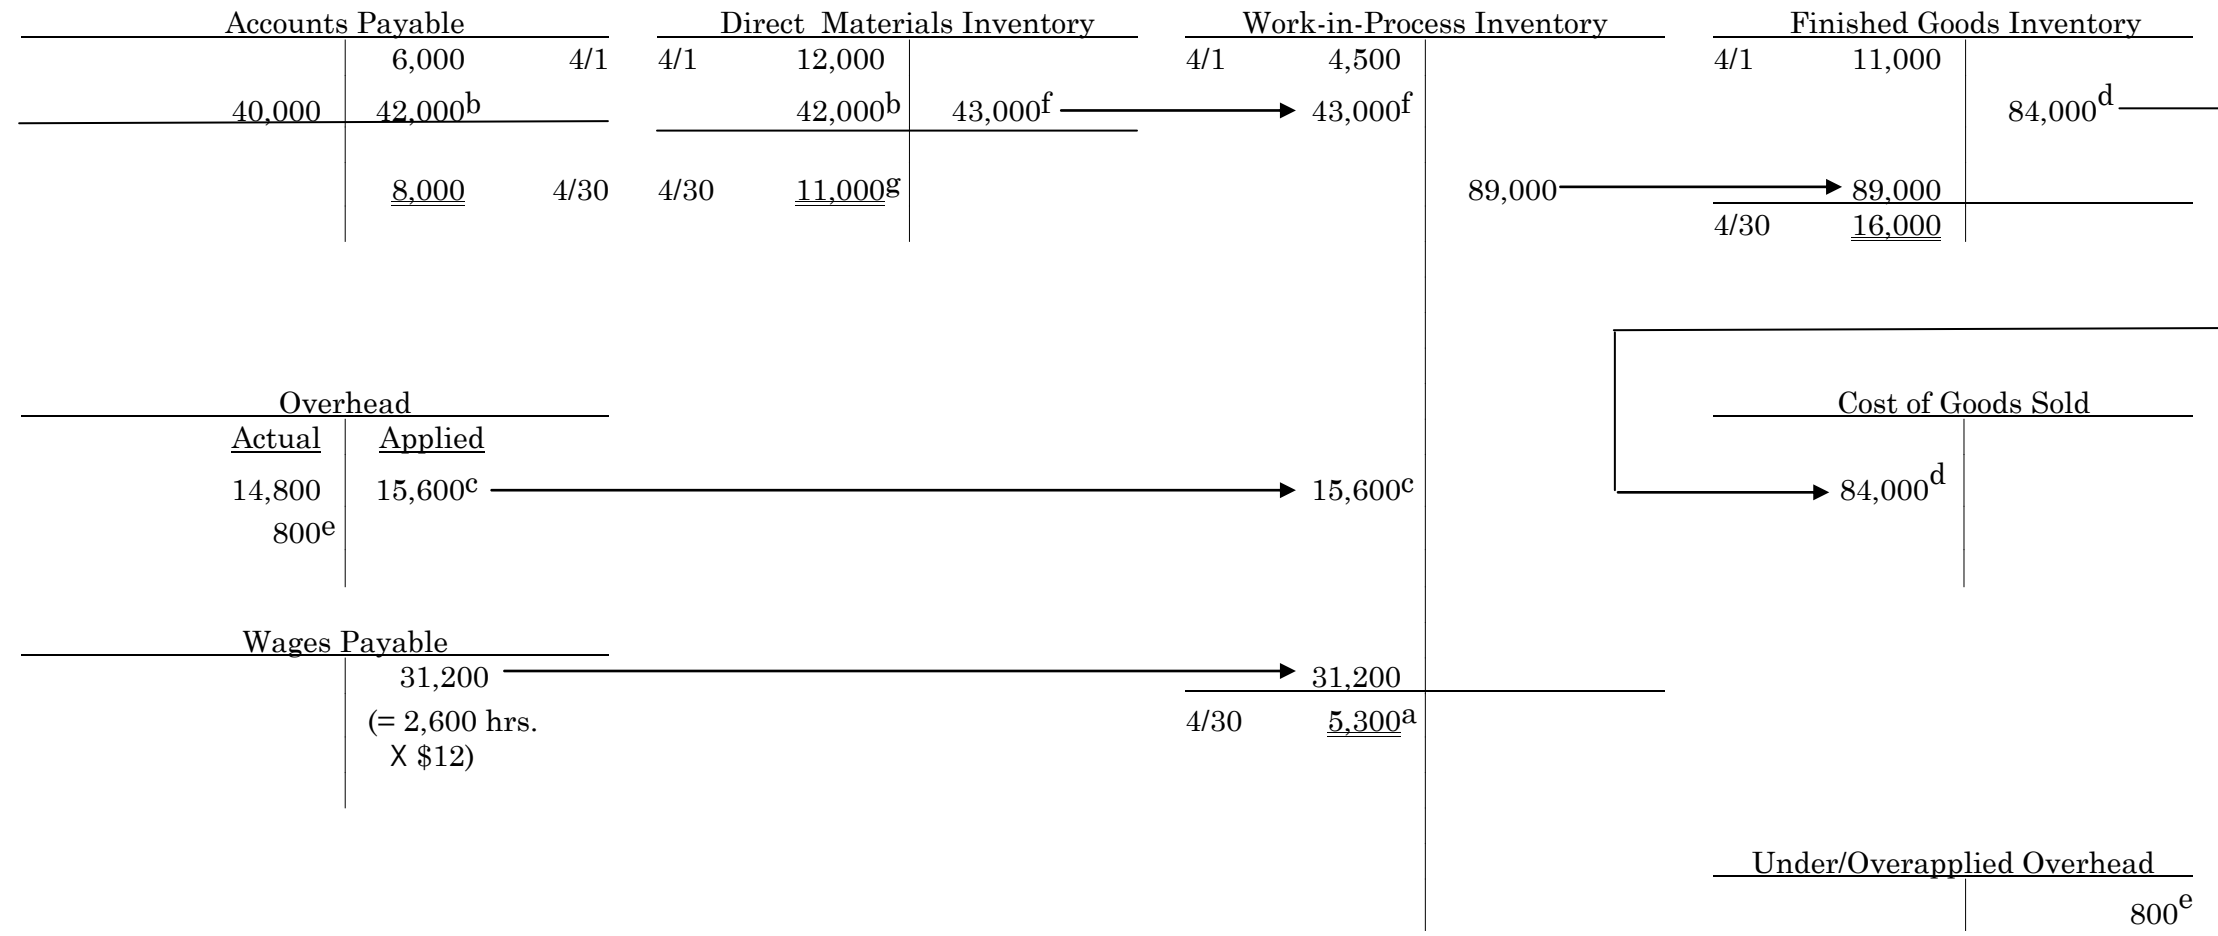 Accounts Payable Direct Materials Inventory Work-in-Process Inventory Finished Goods Inventory
6,000 4/1 4/1 12,000 4/1 4,500 4/1 11,000
40,000 42,000b 42,000b 43,000f 43,000f 84,000d
8,000 4/30 4/30 11,000g 89,000 89,000
4/30 16,000
Overhead Cost of Goods Sold
Actual Applied
14,800 15,600c 15,600c 84,000d
800e
Wages Payable
31,200 31,200
(= 2,600 hrs. 4/30 5,300a
X $12)
Under/Overapplied Overhead
800e